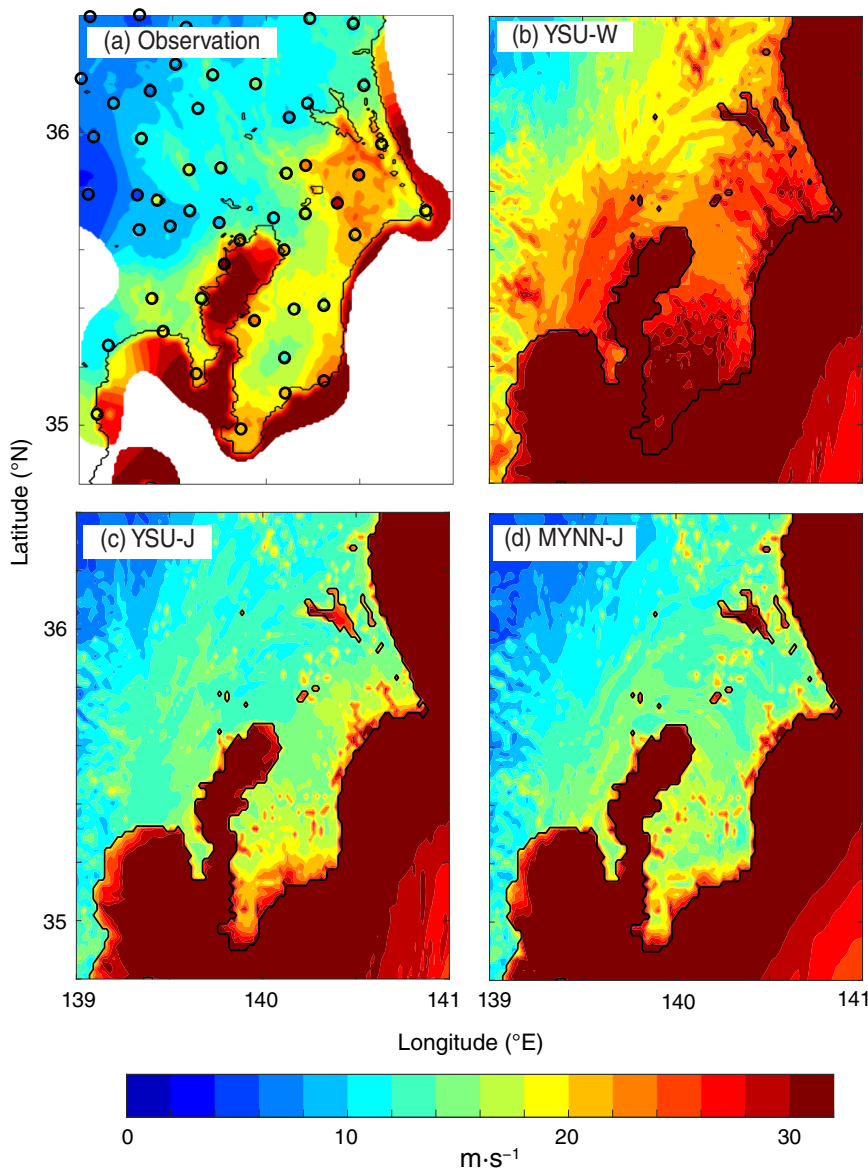 (a) Observation
(b) YSU-W
36
35
Latitude (°N)
(c) YSU-J
(d) MYNN-J
36
35
139
140
141
139
140
141
Longitude (°E)
0
10
20
30
m·s⁻¹